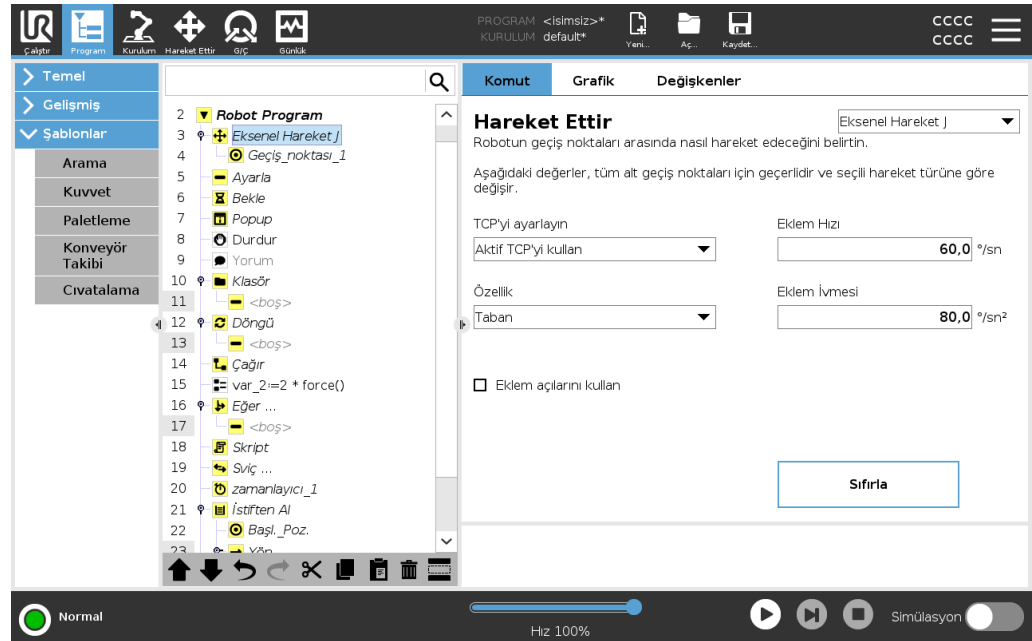 UR
PROGRAM <isimsiz>*
KURULUM default*
CCCC
CCCC
Çalıştır
Program
Kurulum
Hareket Ettir
G/Ç
Günlük
Yeni...
Aç...
Kaydet...
Temel
Gelişmiş
Şablonlar
Arama
Kuvvet
Paletleme
Konveyör
Takibi
Cıvatalama
2 Robot Program
3 Eksenel Hareket J
4 Geçiş_noktası_1
5 Ayarla
6 Bekle
7 Popup
8 Durdur
9 Yorum
10 Klasör
11 <boş>
12 Döngü
13 <boş>
14 Çağır
15 var_2:=2 * force()
16 Eğer ...
17 <boş>
18 Skript
19 Sviç ...
20 zamanlayıcı_1
21 İstiften Al
22 Başl._Poz.
23 Yön
Komut
Grafik
Değişkenler
Hareket Ettir
Eksenel Hareket J
Robotun geçiş noktaları arasında nasıl hareket edeceğini belirtin.
Aşağıdaki değerler, tüm alt geçiş noktaları için geçerlidir ve seçili hareket türüne göre
değişir.
TCP'yi ayarlayın
Eklem Hızı
Aktif TCP'yi kullan
60,0 °/sn
Özellik
Eklem İvmesi
Taban
80,0 °/sn²
Eklem açılarını kullan
Sıfırla
Normal
Hız 100%
Simülasyon